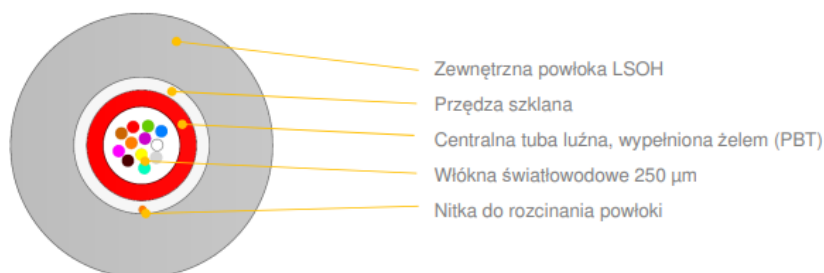 Zewnętrzna powłoka LSOH
Przędza szklana
Centralna tuba luźna, wypełniona żelem (PBT)
Włókna światłowodowe 250 µm
Nitka do rozcinania powłoki